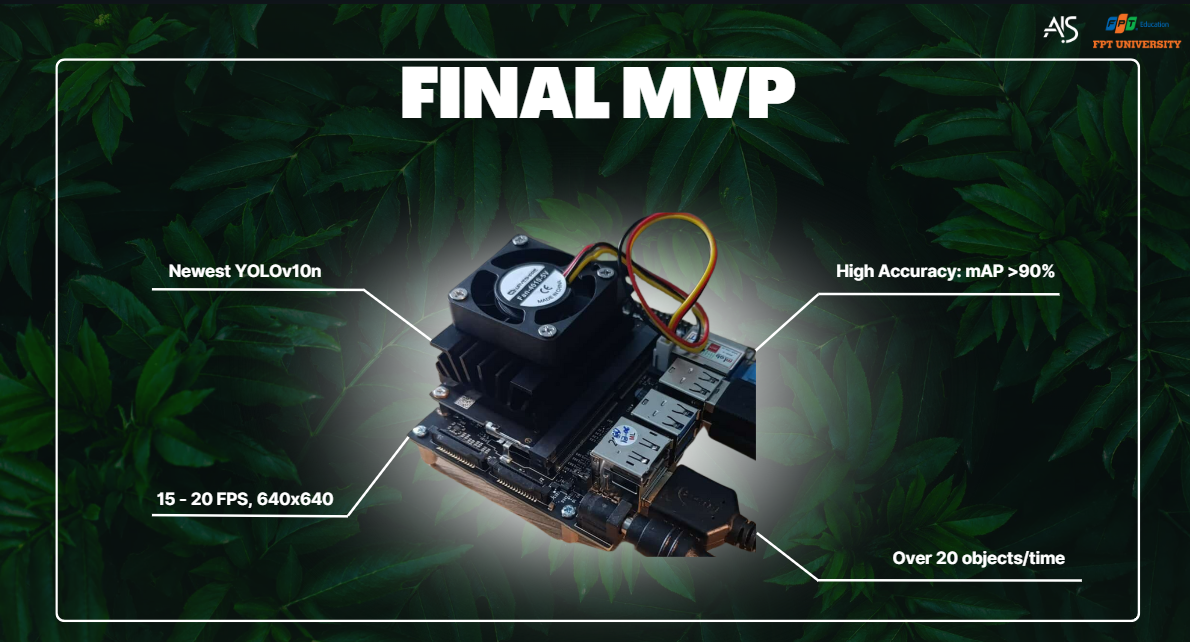 AIS
FPT Education
FPT UNIVERSITY
FINAL MVP
Newest YOLOv10n
High Accuracy: mAP >90%
15 - 20 FPS, 640x640
Over 20 objects/time
CE